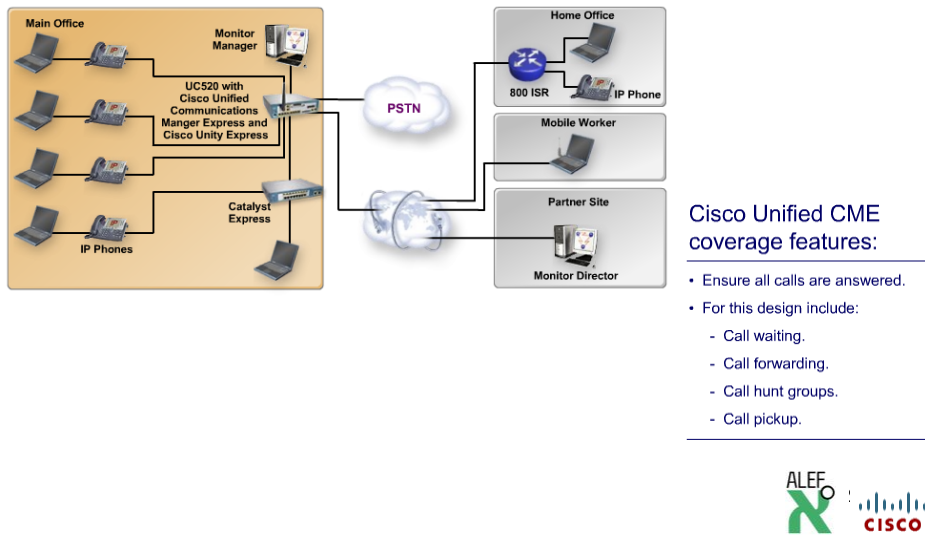 Main Office
Monitor
Manager
UC520 with
Cisco Unified
Communications
Manger Express and
Cisco Unity Express
Catalyst
Express
IP Phones
PSTN
Home Office
800 ISR
IP Phone
Mobile Worker
Partner Site
Monitor Director
Cisco Unified CME
coverage features:
• Ensure all calls are answered.
• For this design include:
- Call waiting.
- Call forwarding.
- Call hunt groups.
- Call pickup.
ALEF
א
CISCO